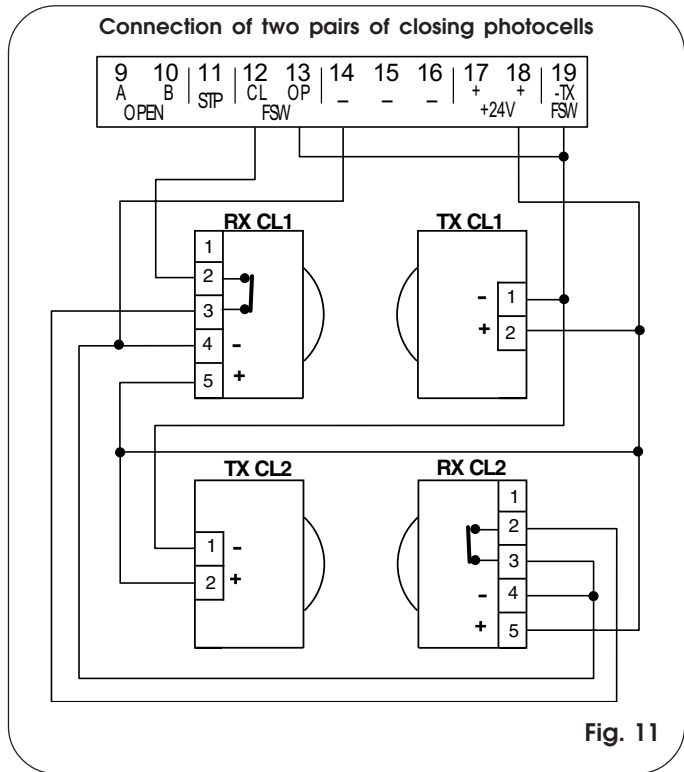 Connection of two pairs of closing photocells
9 10 11 12 13 14 15 16 17 18 19
A B STP CL OP – – – + + -TX
OPEN FSW +24V FSW
RX CL1 TX CL1
1
2
3
4 -
5 +
- 1
+ 2
TX CL2 RX CL2
1 -
2 +
1
2
3
- 4
+ 5
Fig. 11